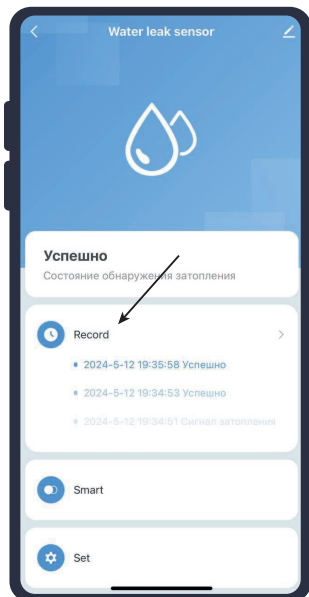 Water leak sensor
Успешно
Состояние обнаружения затопления
Record
2024-5-12 19:35:58 Успешно
2024-5-12 19:34:53 Успешно
2024-5-12 19:34:51 Сигнал затопления
Smart
Set